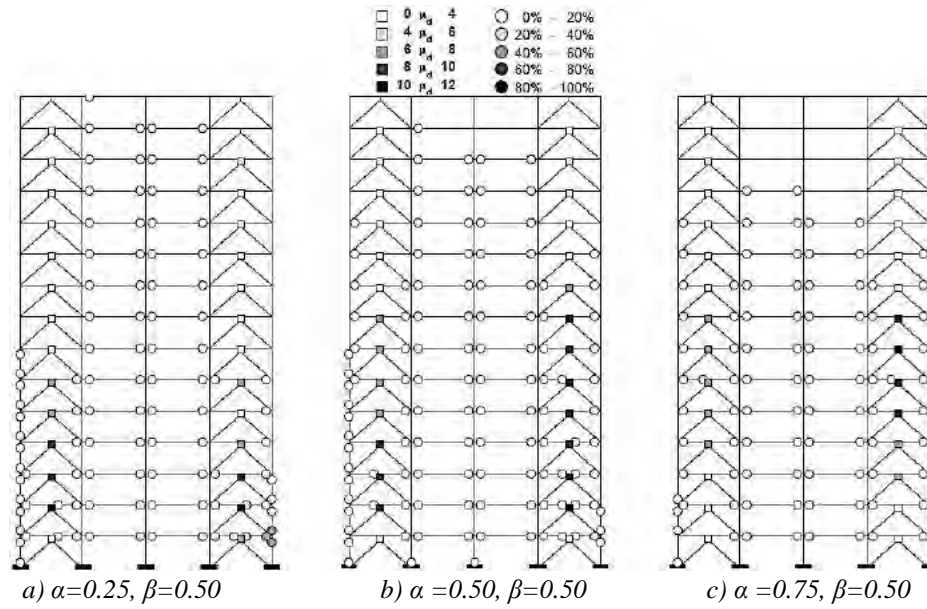 0 μd 4
4 μd 6
6 μd 8
8 μd 10
10 μd 12
0% - 20%
20% - 40%
40% - 60%
60% - 80%
80% - 100%
a) α=0.25, β=0.50
b) α =0.50, β=0.50
c) α =0.75, β=0.50